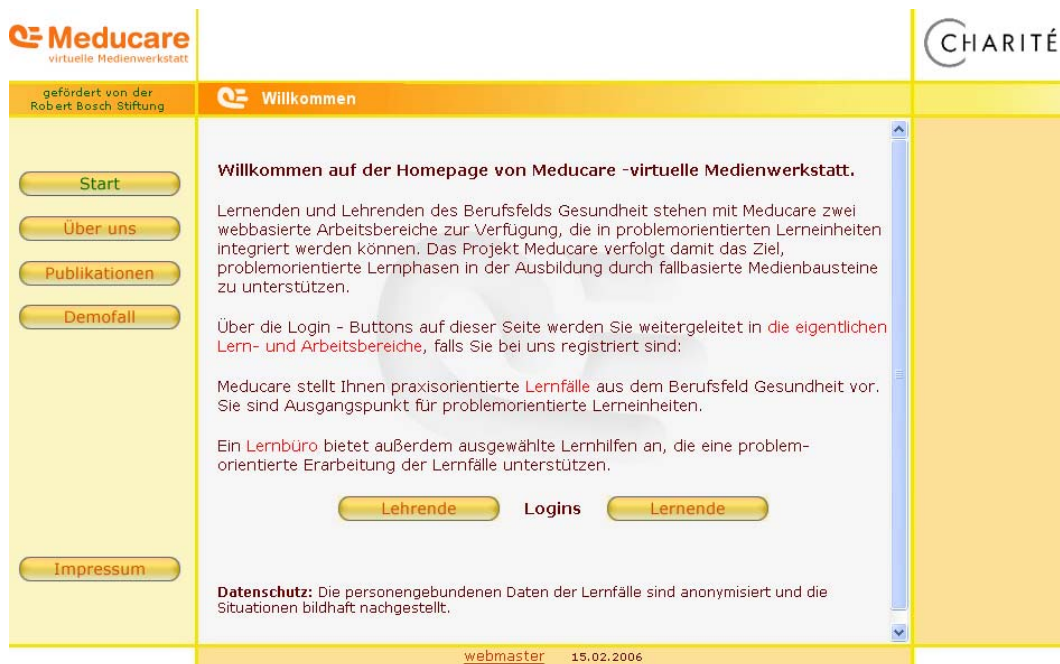 Meducare
virtuelle Medienwerkstatt
CHARITÉ
gefördert von der
Robert Bosch Stiftung
Willkommen
Start
Über uns
Publikationen
Demofall
Impressum
Willkommen auf der Homepage von Meducare -virtuelle Medienwerkstatt.
Lernenden und Lehrenden des Berufsfelds Gesundheit stehen mit Meducare zwei
webbasierte Arbeitsbereiche zur Verfügung, die in problemorientierten Lerneinheiten
integriert werden können. Das Projekt Meducare verfolgt damit das Ziel,
problemorientierte Lernphasen in der Ausbildung durch fallbasierte Medienbausteine
zu unterstützen.
Über die Login - Buttons auf dieser Seite werden Sie weitergeleitet in die eigentlichen
Lern- und Arbeitsbereiche, falls Sie bei uns registriert sind:
Meducare stellt Ihnen praxisorientierte Lernfälle aus dem Berufsfeld Gesundheit vor.
Sie sind Ausgangspunkt für problemorientierte Lerneinheiten.
Ein Lernbüro bietet außerdem ausgewählte Lernhilfen an, die eine problem-
orientierte Erarbeitung der Lernfälle unterstützen.
Lehrende Logins Lernende
Datenschutz: Die personengebundenen Daten der Lernfälle sind anonymisiert und die
Situationen bildhaft nachgestellt.
webmaster 15.02.2006